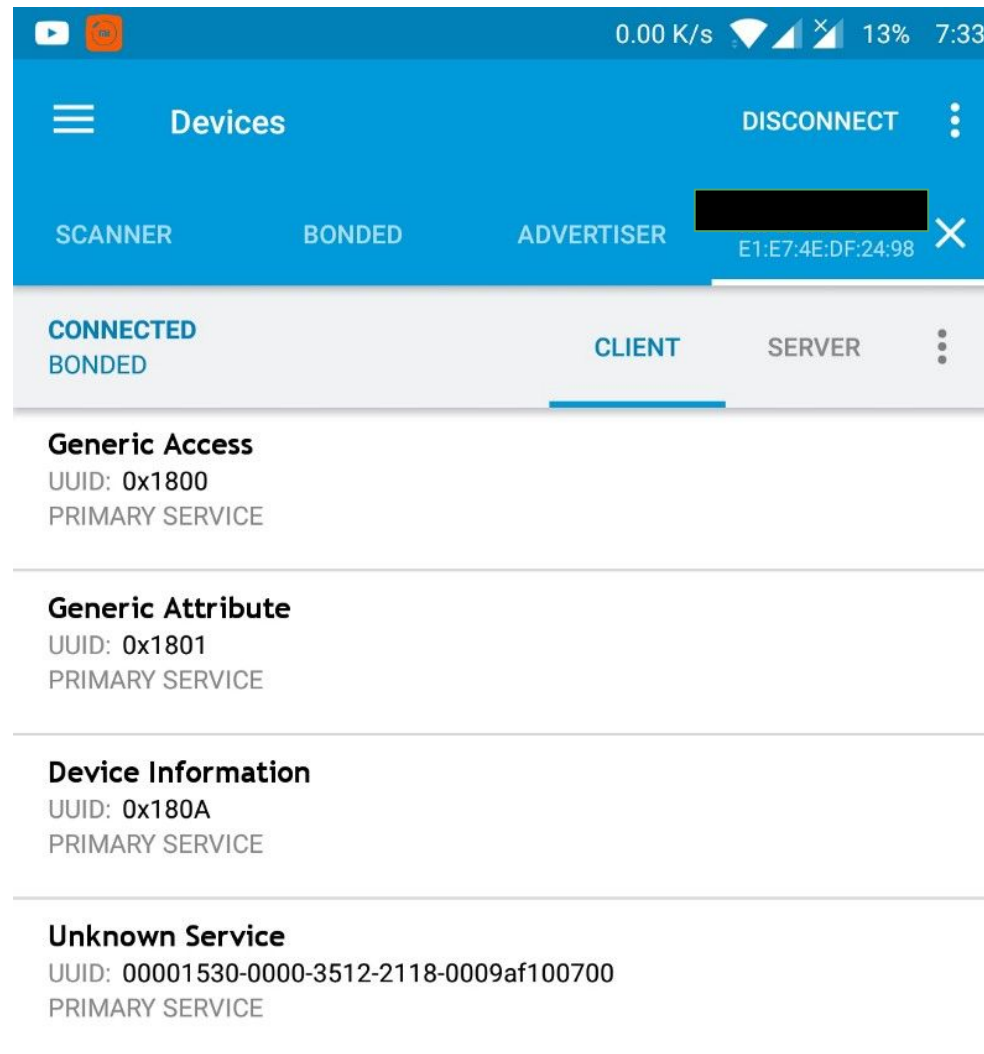 0.00 K/s 13% 7:33
Devices DISCONNECT
SCANNER BONDED ADVERTISER
E1:E7:4E:DF:24:98
CONNECTED
BONDED
CLIENT SERVER
Generic Access
UUID: 0x1800
PRIMARY SERVICE
Generic Attribute
UUID: 0x1801
PRIMARY SERVICE
Device Information
UUID: 0x180A
PRIMARY SERVICE
Unknown Service
UUID: 00001530-0000-3512-2118-0009af100700
PRIMARY SERVICE